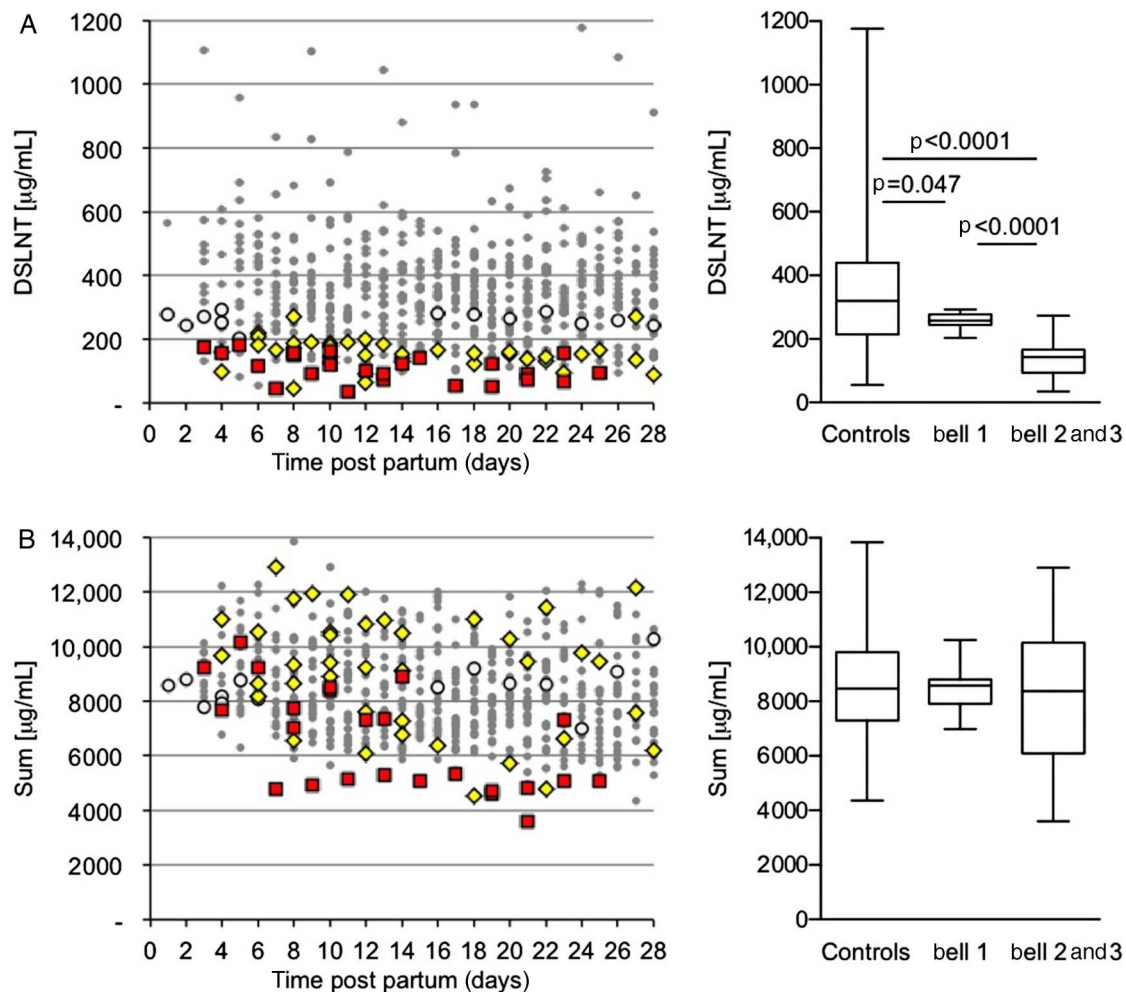 A
DSLNT [µg/mL]
1200
1000
800
600
400
200
-
0 2 4 6 8 10 12 14 16 18 20 22 24 26 28
Time post partum (days)
DSLNT [µg/mL]
1200
1000
800
600
400
200
0
p<0.0001
p=0.047
p<0.0001
Controls bell 1 bell 2 and 3
B
Sum [µg/mL]
14,000
12,000
10,000
8000
6000
4000
2000
-
0 2 4 6 8 10 12 14 16 18 20 22 24 26 28
Time post partum (days)
Sum [µg/mL]
14,000
12,000
10,000
8000
6000
4000
2000
0
Controls bell 1 bell 2 and 3